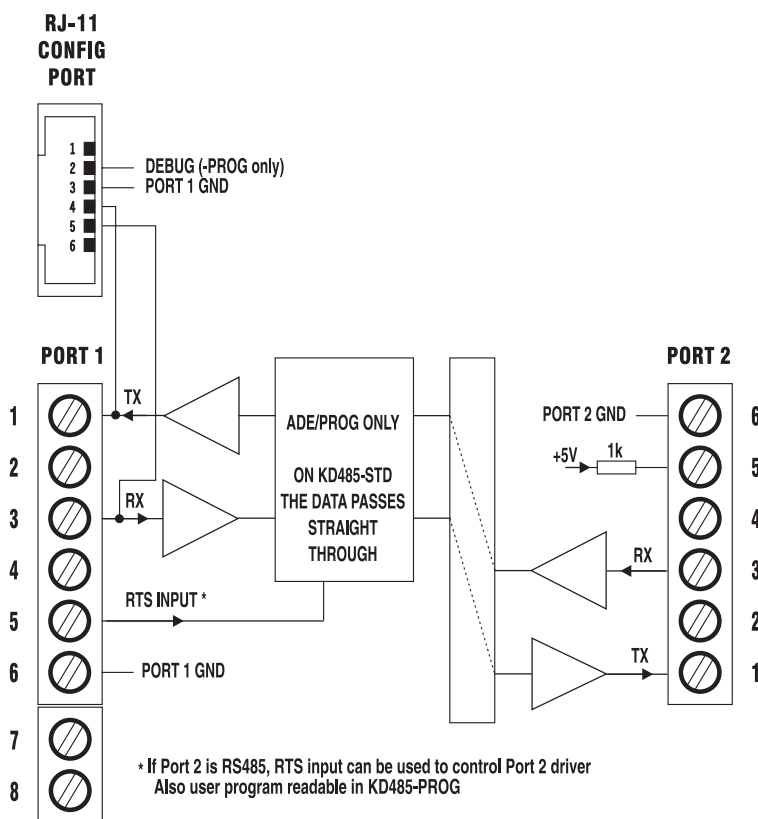 RJ-11
CONFIG
PORT
1
2
3
4
5
6
DEBUG (-PROG only)
PORT 1 GND
PORT 1
1
2
3
4
5
6
7
8
TX
RX
RTS INPUT *
PORT 1 GND
ADE/PROG ONLY
ON KD485-STD
THE DATA PASSES
STRAIGHT
THROUGH
PORT 2
PORT 2 GND
+5V
1k
RX
TX
6
5
4
3
2
1
* If Port 2 is RS485, RTS input can be used to control Port 2 driver
Also user program readable in KD485-PROG